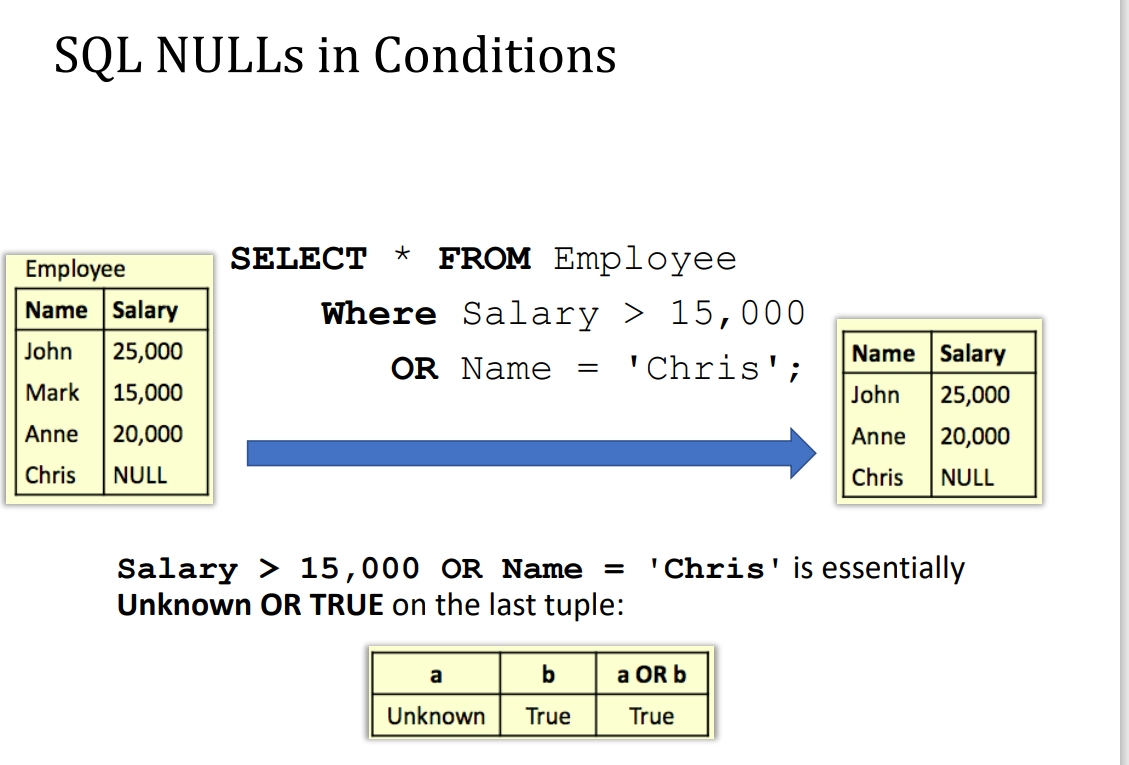 SQL NULLs in Conditions
SELECT * FROM Employee
Where Salary > 15,000
OR Name = 'Chris';
Employee
Name Salary
John 25,000
Mark 15,000
Anne 20,000
Chris NULL
Name Salary
John 25,000
Anne 20,000
Chris NULL
Salary > 15,000 OR Name = 'Chris' is essentially
Unknown OR TRUE on the last tuple:
a b a OR b
Unknown True True